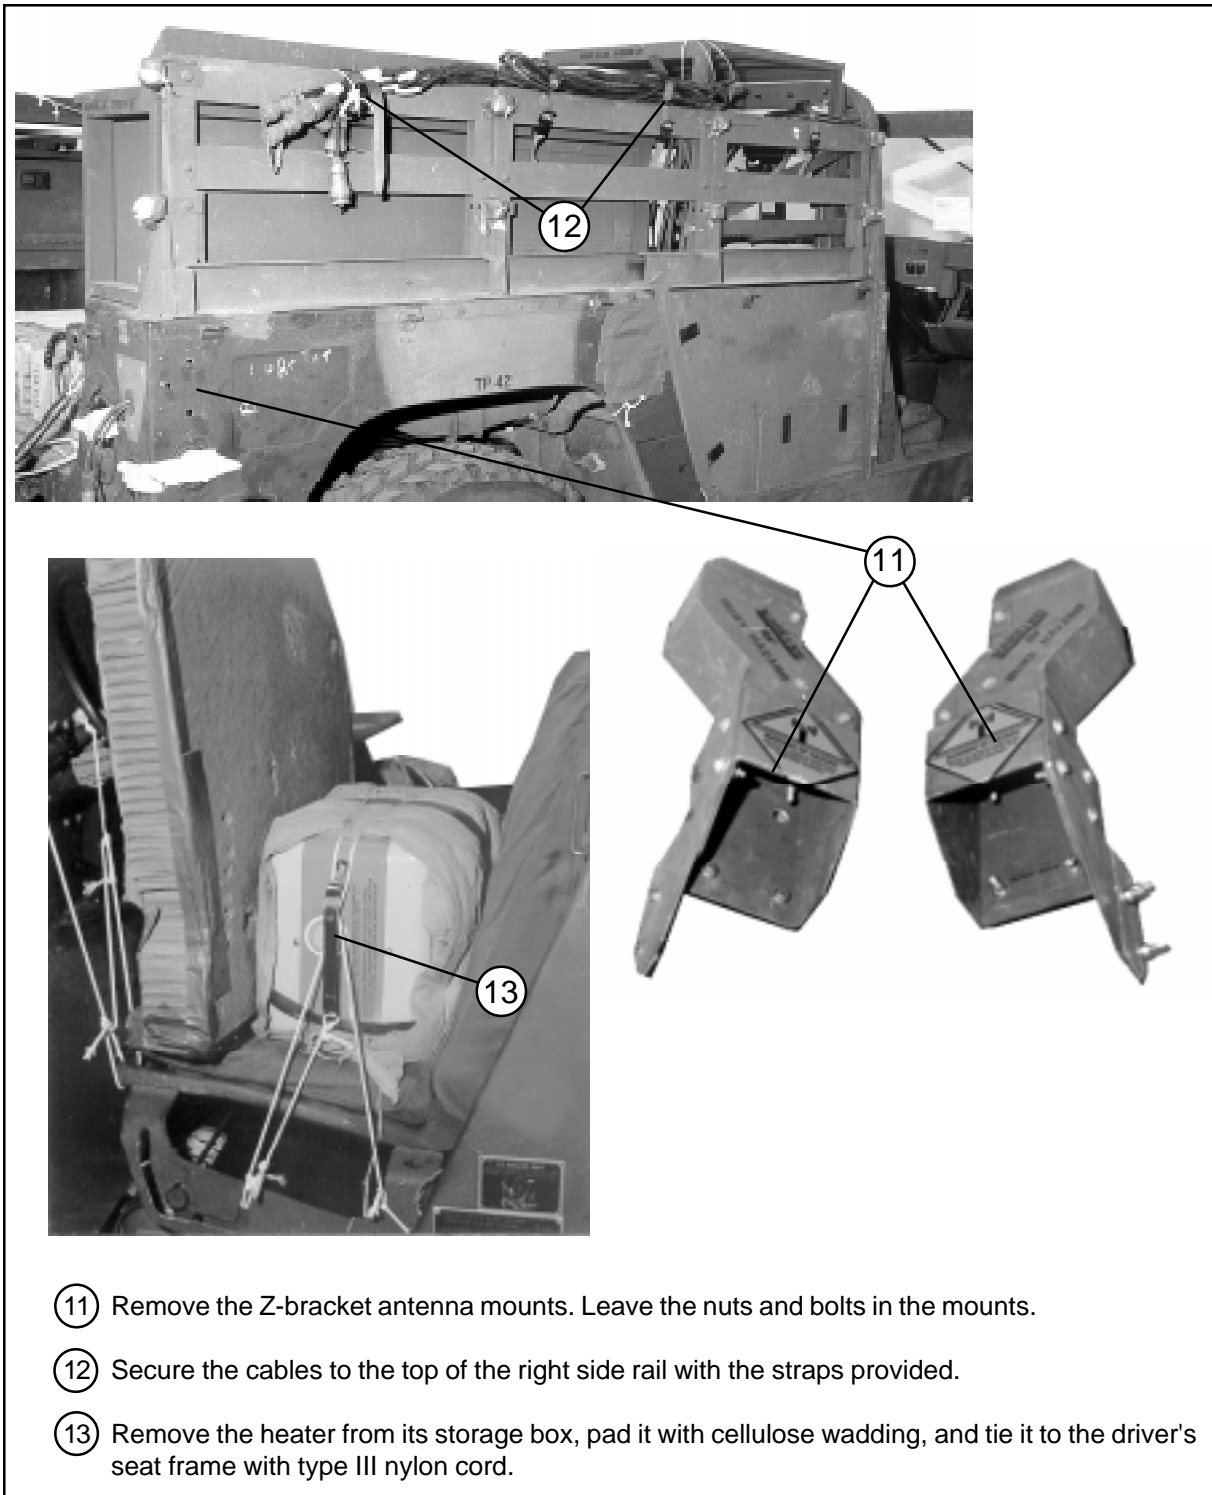 TP 42
12
11
13
11 Remove the Z-bracket antenna mounts. Leave the nuts and bolts in the mounts.
12 Secure the cables to the top of the right side rail with the straps provided.
13 Remove the heater from its storage box, pad it with cellulose wadding, and tie it to the driver's
seat frame with type III nylon cord.